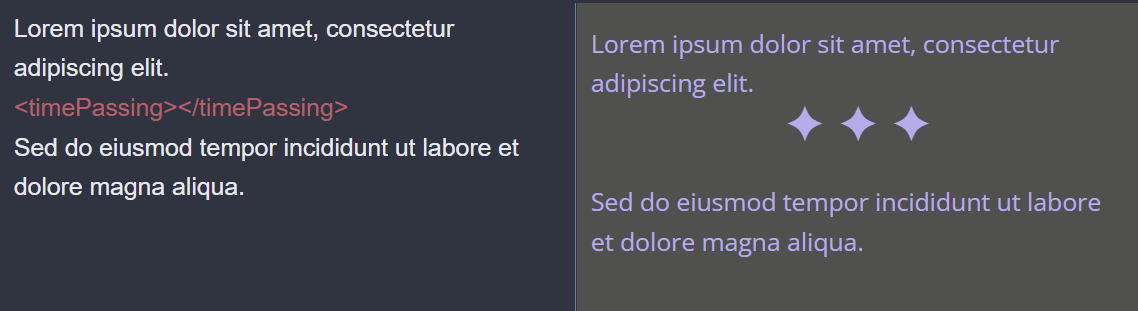 Lorem ipsum dolor sit amet, consectetur
adipiscing elit.
<timePassing></timePassing>
Sed do eiusmod tempor incididunt ut labore et
dolore magna aliqua.
Lorem ipsum dolor sit amet, consectetur
adipiscing elit.
✦ ✦ ✦
Sed do eiusmod tempor incididunt ut labore
et dolore magna aliqua.